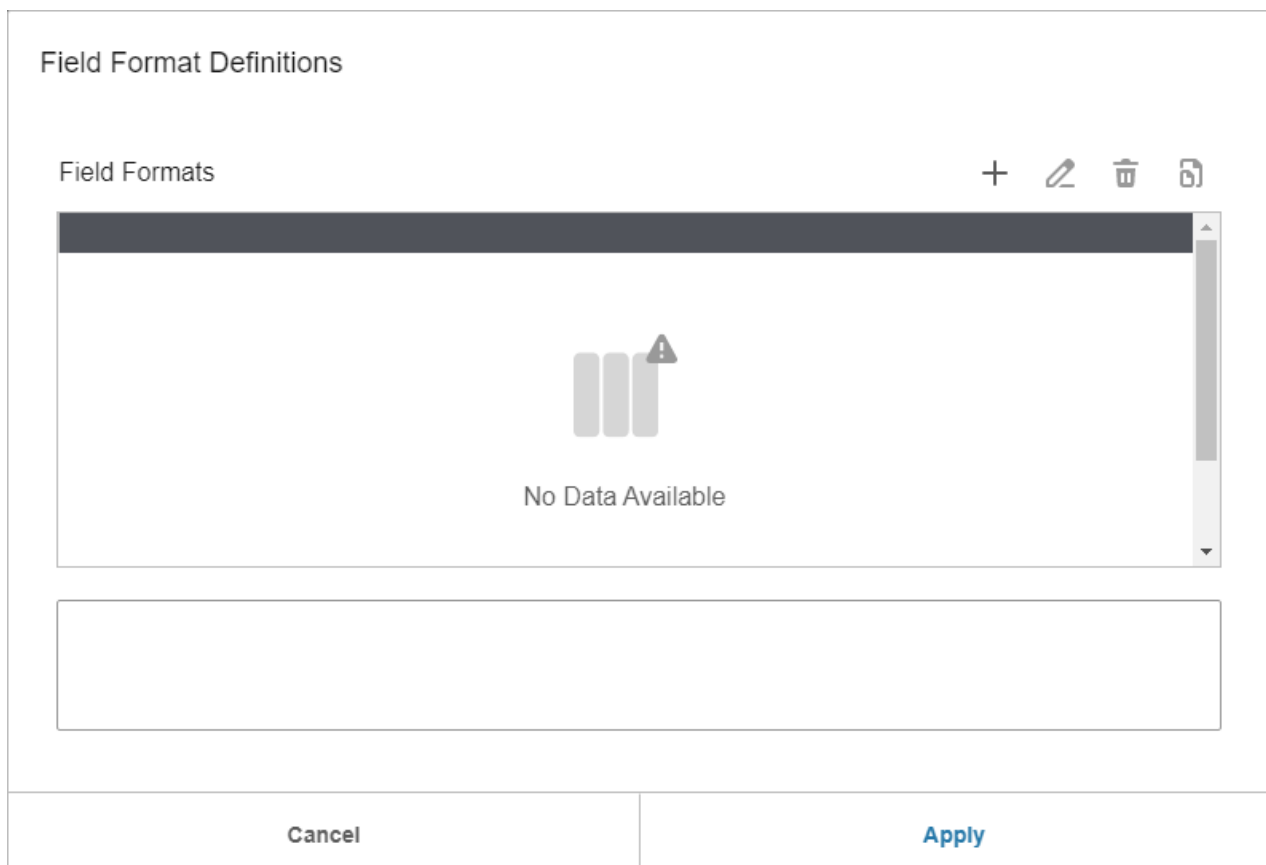 Field Format Definitions
Field Formats
No Data Available
Cancel
Apply